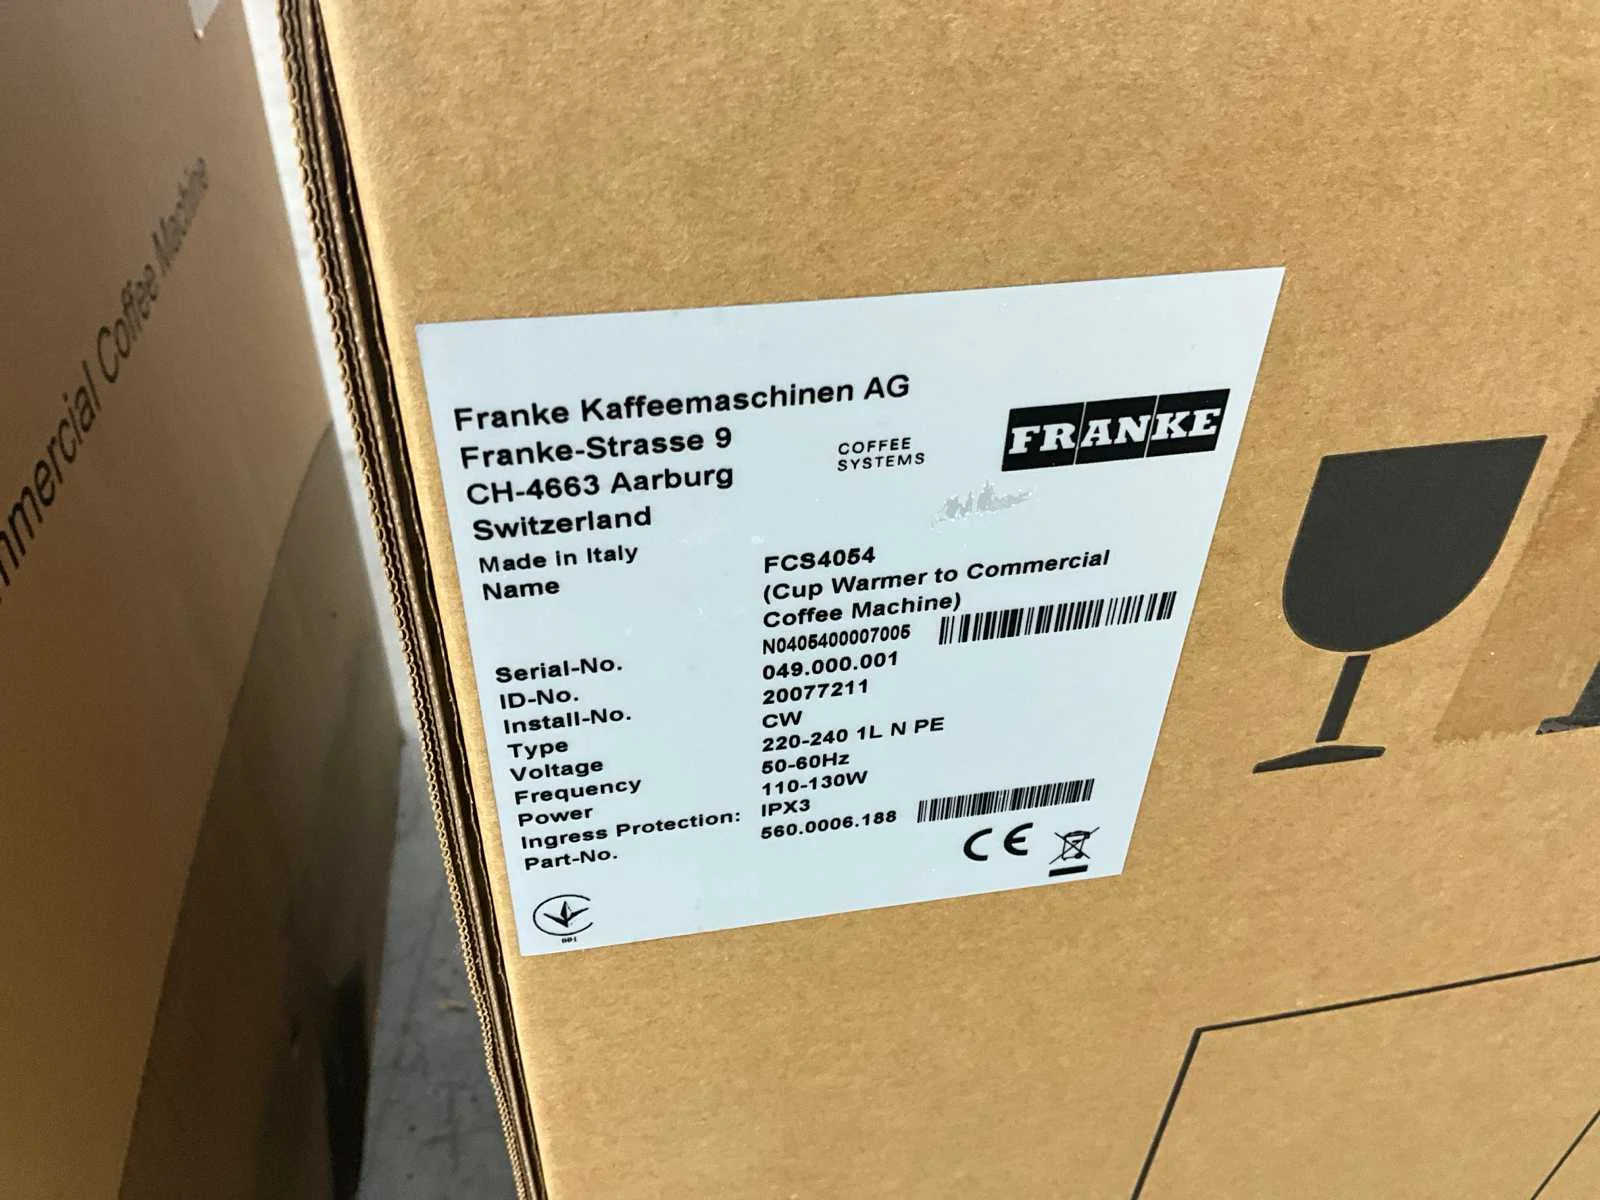 mmercial Coffee Machine
Franke Kaffeemaschinen AG
Franke-Strasse 9
CH-4663 Aarburg
Switzerland
COFFEE
SYSTEMS
FRANKE
Made in Italy
Name FCS4054
(Cup Warmer to Commercial
Coffee Machine)
Serial-No. N0405400007005
ID-No. 049.000.001
Install-No. 20077211
Type CW
Voltage 220-240 1L N PE
Frequency 50-60Hz
Power 110-130W
Ingress Protection: IPX3
Part-No. 560.0006.188
CE